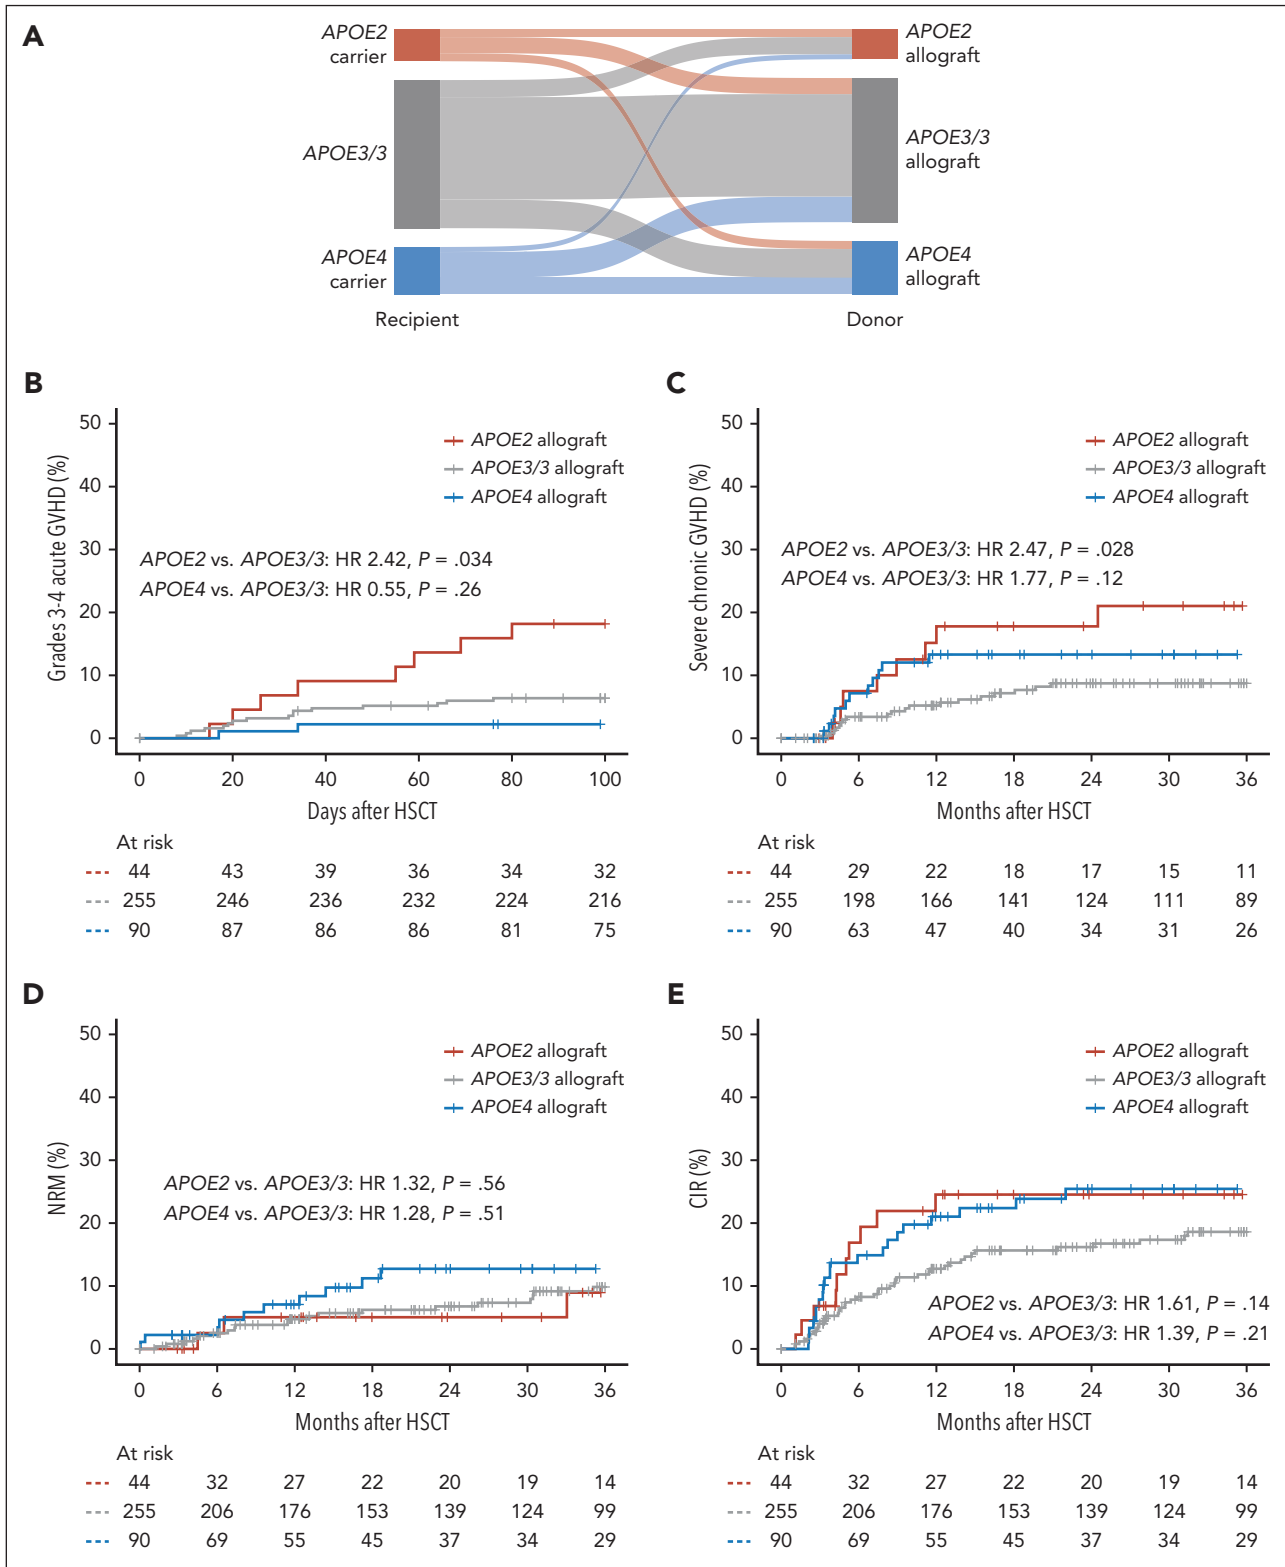 A
APOE2
carrier
APOE3/3
APOE4
carrier
Recipient
APOE2
allograft
APOE3/3
allograft
APOE4
allograft
Donor
B
Grades 3-4 acute GVHD (%)
50
40
30
20
10
0
APOE2 allograft
APOE3/3 allograft
APOE4 allograft
APOE2 vs. APOE3/3: HR 2.42, P = .034
APOE4 vs. APOE3/3: HR 0.55, P = .26
0 20 40 60 80 100
Days after HSCT
At risk
44 43 39 36 34 32
255 246 236 232 224 216
90 87 86 86 81 75
C
Severe chronic GVHD (%)
50
40
30
20
10
0
APOE2 allograft
APOE3/3 allograft
APOE4 allograft
APOE2 vs. APOE3/3: HR 2.47, P = .028
APOE4 vs. APOE3/3: HR 1.77, P = .12
0 6 12 18 24 30 36
Months after HSCT
At risk
44 29 22 18 17 15 11
255 198 166 141 124 111 89
90 63 47 40 34 31 26
D
NRM (%)
50
40
30
20
10
0
APOE2 allograft
APOE3/3 allograft
APOE4 allograft
APOE2 vs. APOE3/3: HR 1.32, P = .56
APOE4 vs. APOE3/3: HR 1.28, P = .51
0 6 12 18 24 30 36
Months after HSCT
At risk
44 32 27 22 20 19 14
255 206 176 153 139 124 99
90 69 55 45 37 34 29
E
CIR (%)
50
40
30
20
10
0
APOE2 allograft
APOE3/3 allograft
APOE4 allograft
APOE2 vs. APOE3/3: HR 1.61, P = .14
APOE4 vs. APOE3/3: HR 1.39, P = .21
0 6 12 18 24 30 36
Months after HSCT
At risk
44 32 27 22 20 19 14
255 206 176 153 139 124 99
90 69 55 45 37 34 29